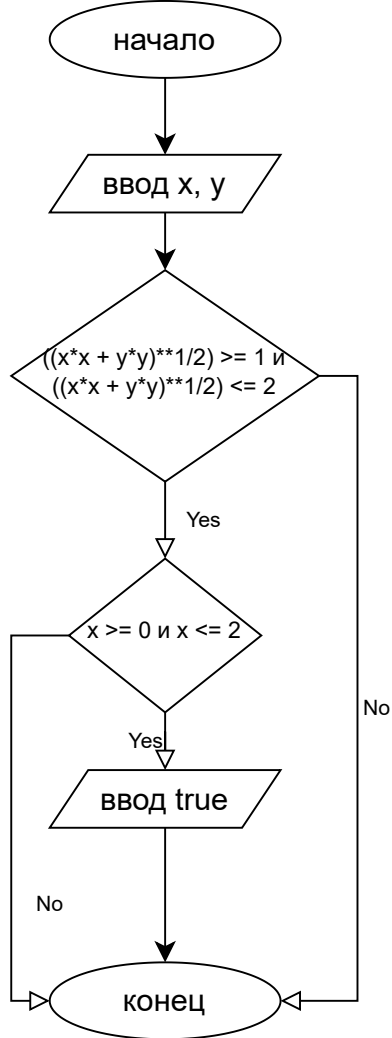 начало
ввод x, y
((x*x + y*y)**1/2) >= 1 и
((x*x + y*y)**1/2) <= 2
Yes
x >= 0 и x <= 2
No
Yes
ввод true
No
конец